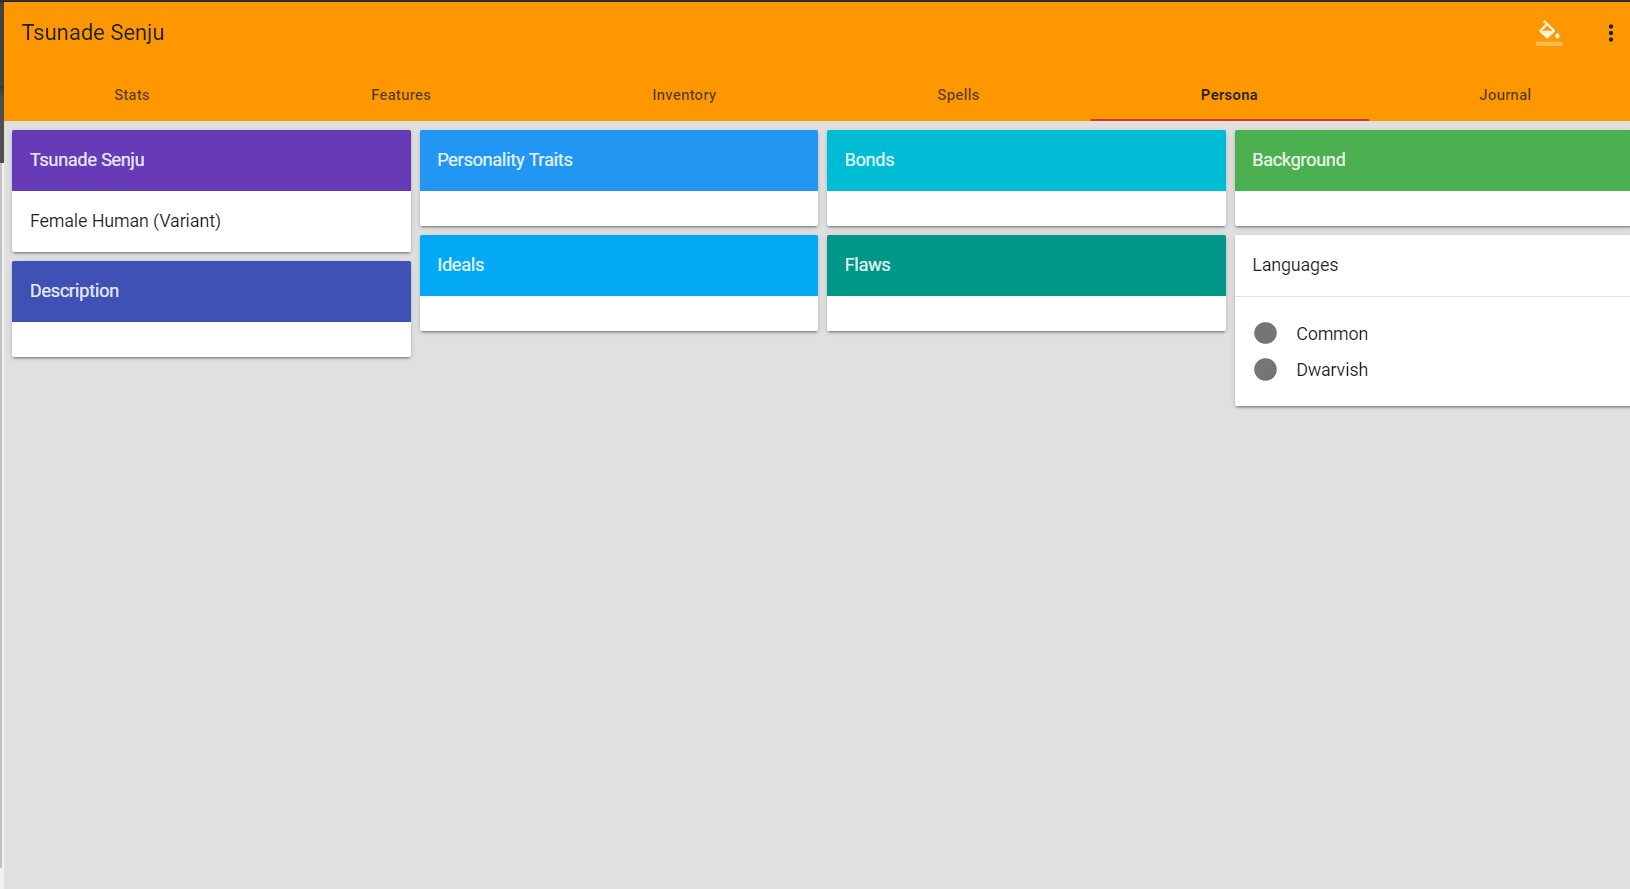 Tsunade Senju
Stats Features Inventory Spells Persona Journal
Tsunade Senju
Female Human (Variant)
Description
Personality Traits
Ideals
Bonds
Flaws
Background
Languages
Common
Dwarvish